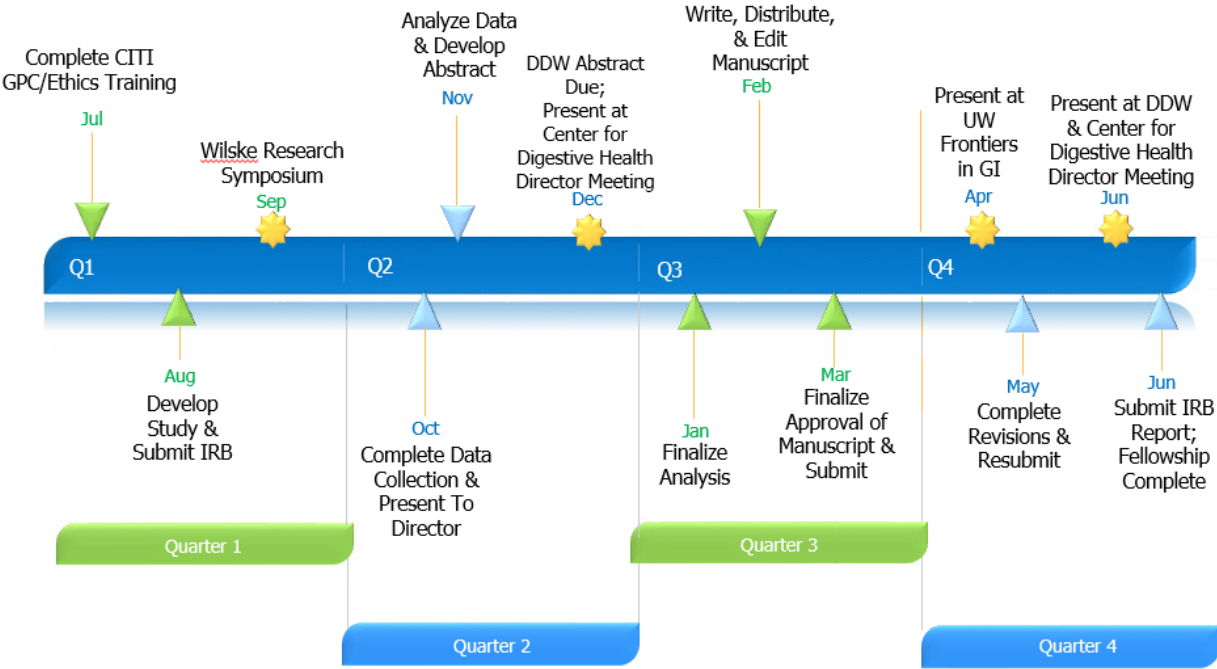 Complete CITI
GPC/Ethics Training
Jul
Wilske Research
Symposium
Sep
Analyze Data
& Develop
Abstract
Nov
DDW Abstract
Due;
Present at
Center for
Digestive Health
Director Meeting
Dec
Write, Distribute,
& Edit
Manuscript
Feb
Present at
UW
Frontiers
in GI
Apr
Present at DDW
& Center for
Digestive Health
Director Meeting
Jun
Q1
Q2
Q3
Q4
Aug
Develop
Study &
Submit IRB
Oct
Complete Data
Collection &
Present To
Director
Jan
Finalize
Analysis
Mar
Finalize
Approval of
Manuscript &
Submit
May
Complete
Revisions &
Resubmit
Jun
Submit IRB
Report;
Fellowship
Complete
Quarter 1
Quarter 2
Quarter 3
Quarter 4